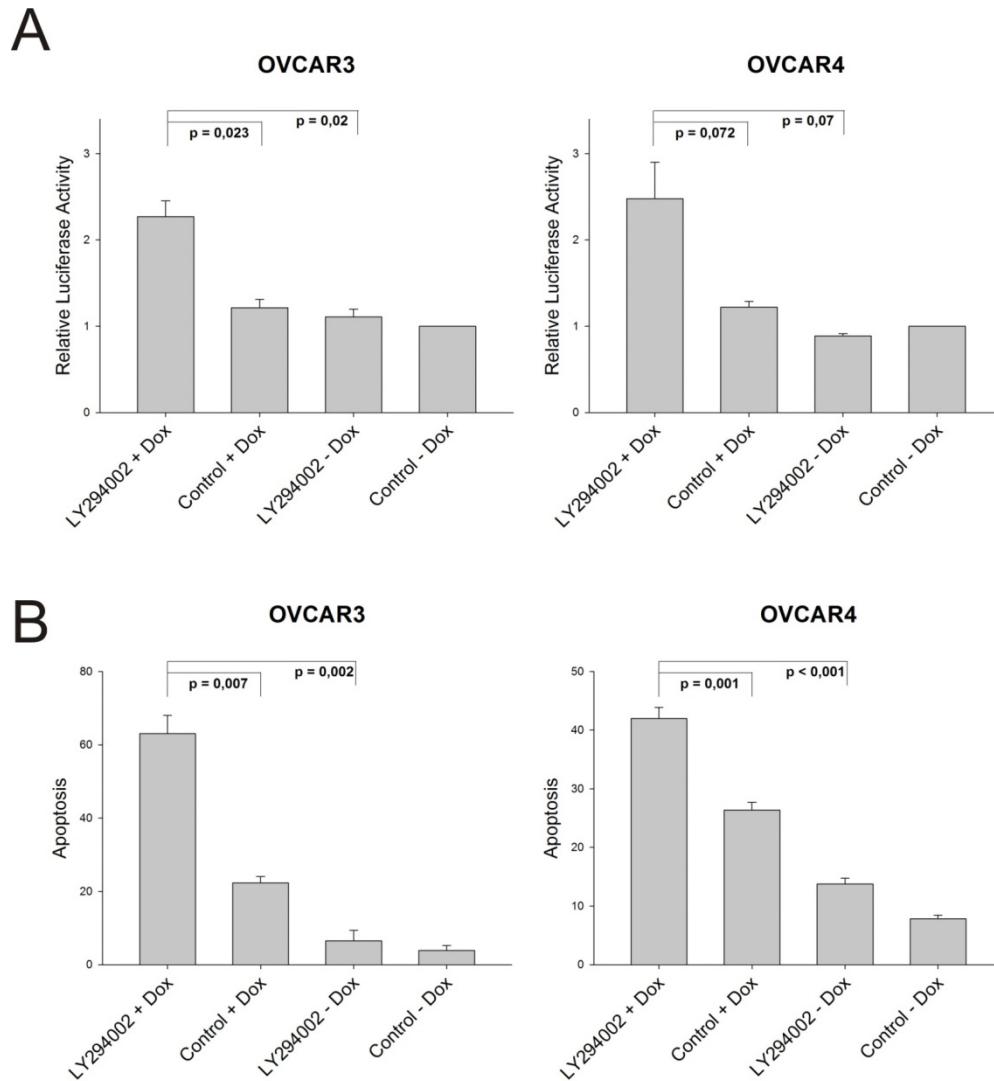 A
OVCAR3
OVCAR4
p = 0,02
p = 0,023
p = 0,07
p = 0,072
Relative Luciferase Activity
3
2
1
0
LY294002 + Dox
Control + Dox
LY294002 - Dox
Control - Dox
Relative Luciferase Activity
3
2
1
0
LY294002 + Dox
Control + Dox
LY294002 - Dox
Control - Dox
B
OVCAR3
OVCAR4
p = 0,002
p = 0,007
p < 0,001
p = 0,001
Apoptosis
80
60
40
20
0
LY294002 + Dox
Control + Dox
LY294002 - Dox
Control - Dox
Apoptosis
50
40
30
20
10
0
LY294002 + Dox
Control + Dox
LY294002 - Dox
Control - Dox